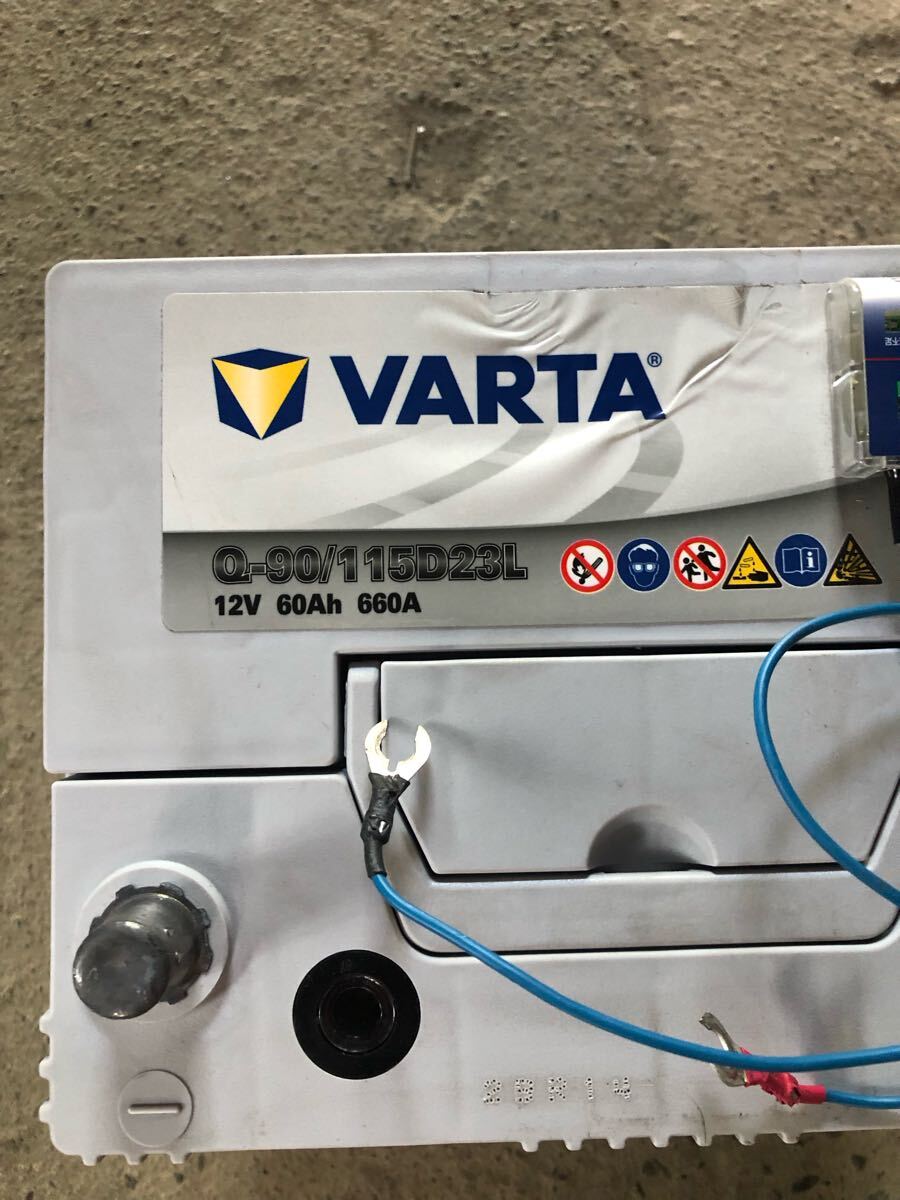 VARTA®
Q-90/115D23L
12V 60Ah 660A